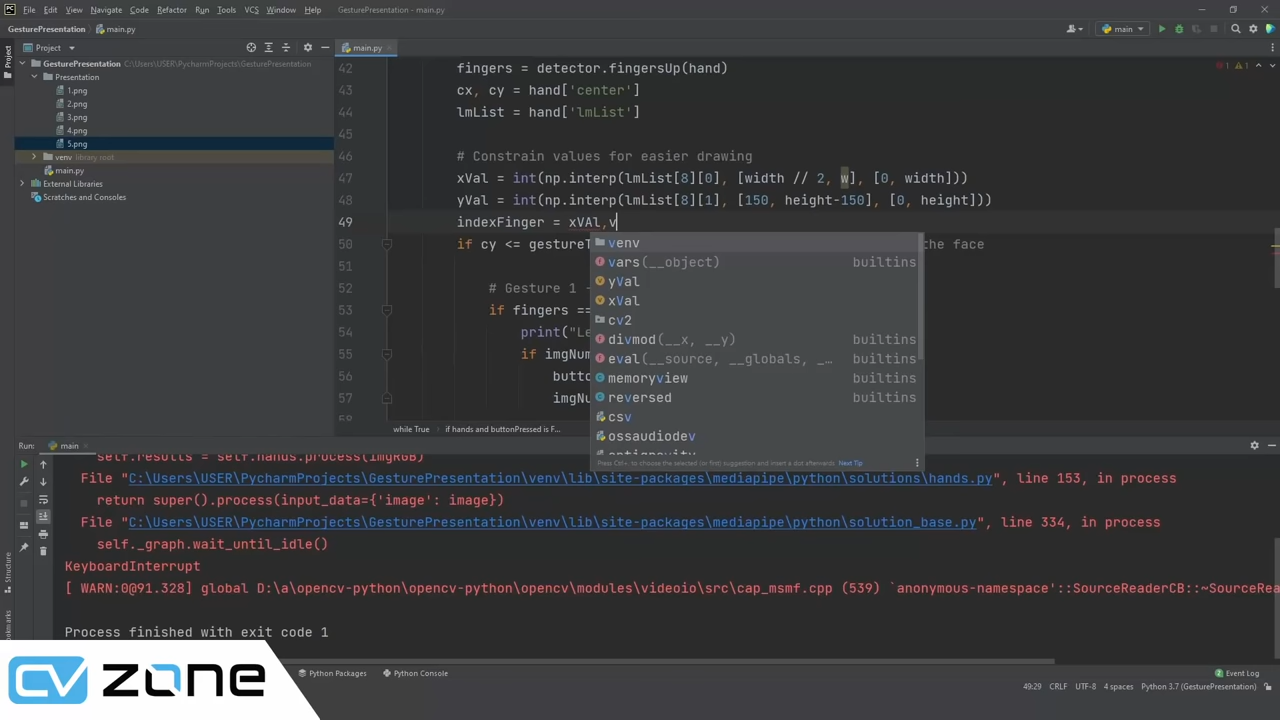 PC File Edit View Navigate Code Refactor Run Tools VCS Window Help GesturePresentation - main.py
GesturePresentation main.py main
Project main.py
GesturePresentation C:\Users\USER\PycharmProjects\GesturePresentation
Presentation
1.png
2.png
3.png
4.png
5.png
venv library root
main.py
External Libraries
Scratches and Consoles
Project
1 1
42 fingers = detector.fingersUp(hand)
43 cx, cy = hand['center']
44 lmList = hand['lmList']
45
46 # Constrain values for easier drawing
47 xVal = int(np.interp(lmList[8][0], [width // 2, w], [0, width]))
48 yVal = int(np.interp(lmList[8][1], [150, height-150], [0, height]))
49 indexFinger = xVAl,v
50 if cy <= gestureT the face
51
52 # Gesture 1 -
53 if fingers ==
54 print("Le
55 if imgNum
56 butto
57 imgNu
58
venv
vars(__object) builtins
yVal
xVal
cv2
divmod(__x, __y) builtins
eval(__source, __globals, _… builtins
memoryview builtins
reversed builtins
csv
ossaudiodev
antigravity
Press Ctrl+. to choose the selected (or first) suggestion and insert a dot afterwards Next Tip
while True if hands and buttonPressed is F...
Run: main
self.results = self.hands.process(imgRGB)
File "C:\Users\USER\PycharmProjects\GesturePresentation\venv\lib\site-packages\mediapipe\python\solutions\hands.py", line 153, in process
return super().process(input_data={'image': image})
File "C:\Users\USER\PycharmProjects\GesturePresentation\venv\lib\site-packages\mediapipe\python\solution_base.py", line 334, in process
self._graph.wait_until_idle()
KeyboardInterrupt
[ WARN:0@91.328] global D:\a\opencv-python\opencv-python\opencv\modules\videoio\src\cap_msmf.cpp (539) `anonymous-namespace'::SourceReaderCB::~SourceRea
Process finished with exit code 1
Structure
CV ZONE
Python Packages Python Console Event Log
49:29 CRLF UTF-8 4 spaces Python 3.7 (GesturePresentation)